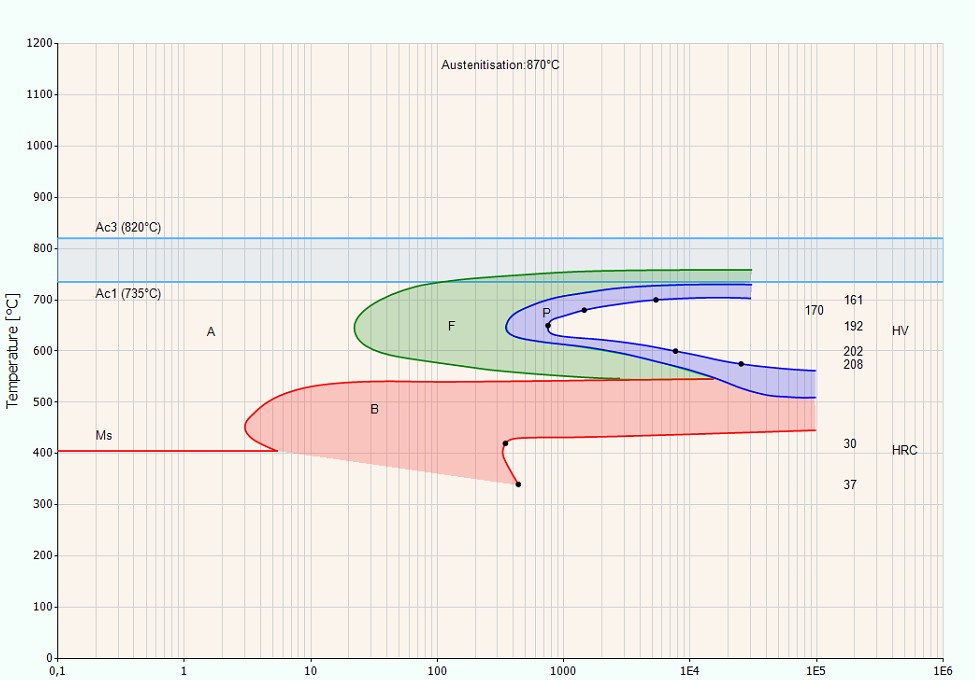 1200
Austenitisation:870°C
1100
1000
900
Ac3 (820°C)
800
Ac1 (735°C)
700
161
P
170
A
F
192
HV
600
202
208
500
B
Ms
30
400
HRC
37
300
200
100
0
Temperature [°C]
0,1 1 10 100 1000 1E4 1E5 1E6